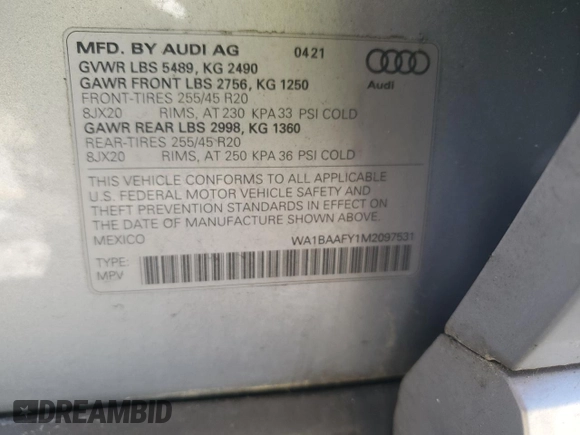 MFD. BY AUDI AG 04 21
GVWR LBS 5489, KG 2490
GAWR FRONT LBS 2756, KG 1250
FRONT-TIRES 255/45 R20
8JX20 RIMS, AT 230 KPA 33 PSI COLD
GAWR REAR LBS 2998, KG 1360
REAR-TIRES 255/45 R20
8JX20 RIMS, AT 250 KPA 36 PSI COLD
Audi
THIS VEHICLE CONFORMS TO ALL APPLICABLE
U.S. FEDERAL MOTOR VEHICLE SAFETY AND
THEFT PREVENTION STANDARDS IN EFFECT ON
THE DATE OF MANUFACTURE SHOWN ABOVE.
MEXICO WA1BAAFY1M2097531
TYPE:
MPV
DREAMBID